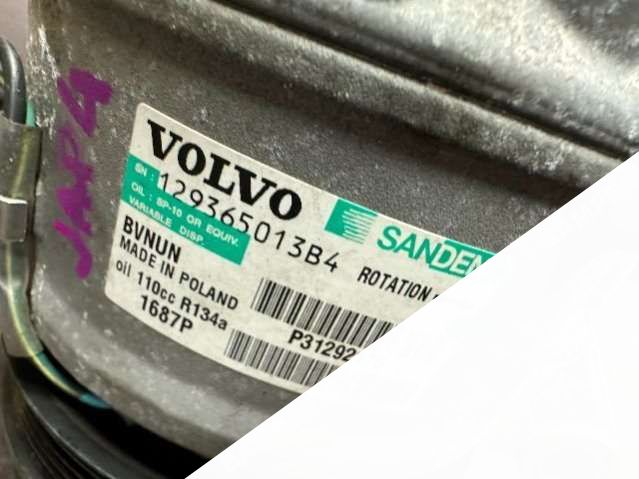 JAP4
VOLVO
SN: 129365013B4
OIL: SP-10 OR EQUIV.
VARIABLE DISP.
SANDEN
ROTATION
BVNUN
MADE IN POLAND
oil 110cc R134a
1687P
P31292